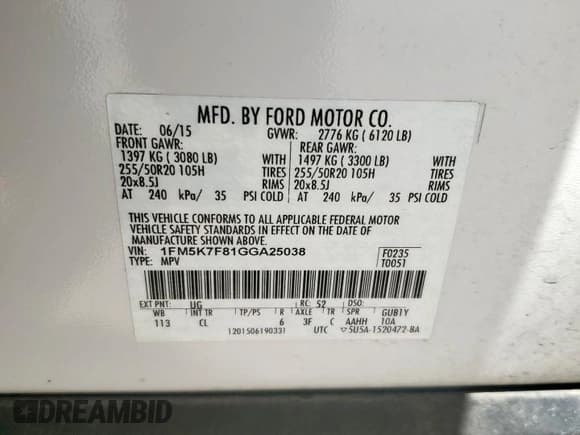 MFD. BY FORD MOTOR CO.
DATE: 06/15 GVWR: 2776 KG ( 6120 LB)
FRONT GAWR: REAR GAWR:
1397 KG ( 3080 LB) WITH 1497 KG ( 3300 LB) WITH
255/50R20 105H TIRES 255/50R20 105H TIRES
20x8.5J RIMS 20x8.5J RIMS
AT 240 kPa/ 35 PSI COLD AT 240 kPa/ 35 PSI COLD
THIS VEHICLE CONFORMS TO ALL APPLICABLE FEDERAL MOTOR
VEHICLE SAFETY STANDARDS IN EFFECT ON THE DATE OF
MANUFACTURE SHOWN ABOVE.
VIN: 1FM5K7F81GGA25038 F0235
TYPE: MPV T0051
EXT PNT: UG RC: 52
WB INT TR TP/PS R AXLE TR SPR GUB1Y
113 CL 6 3F C AAHH 10A
1201506190331 UTC 5U5A-1520472-BA
DREAMBID